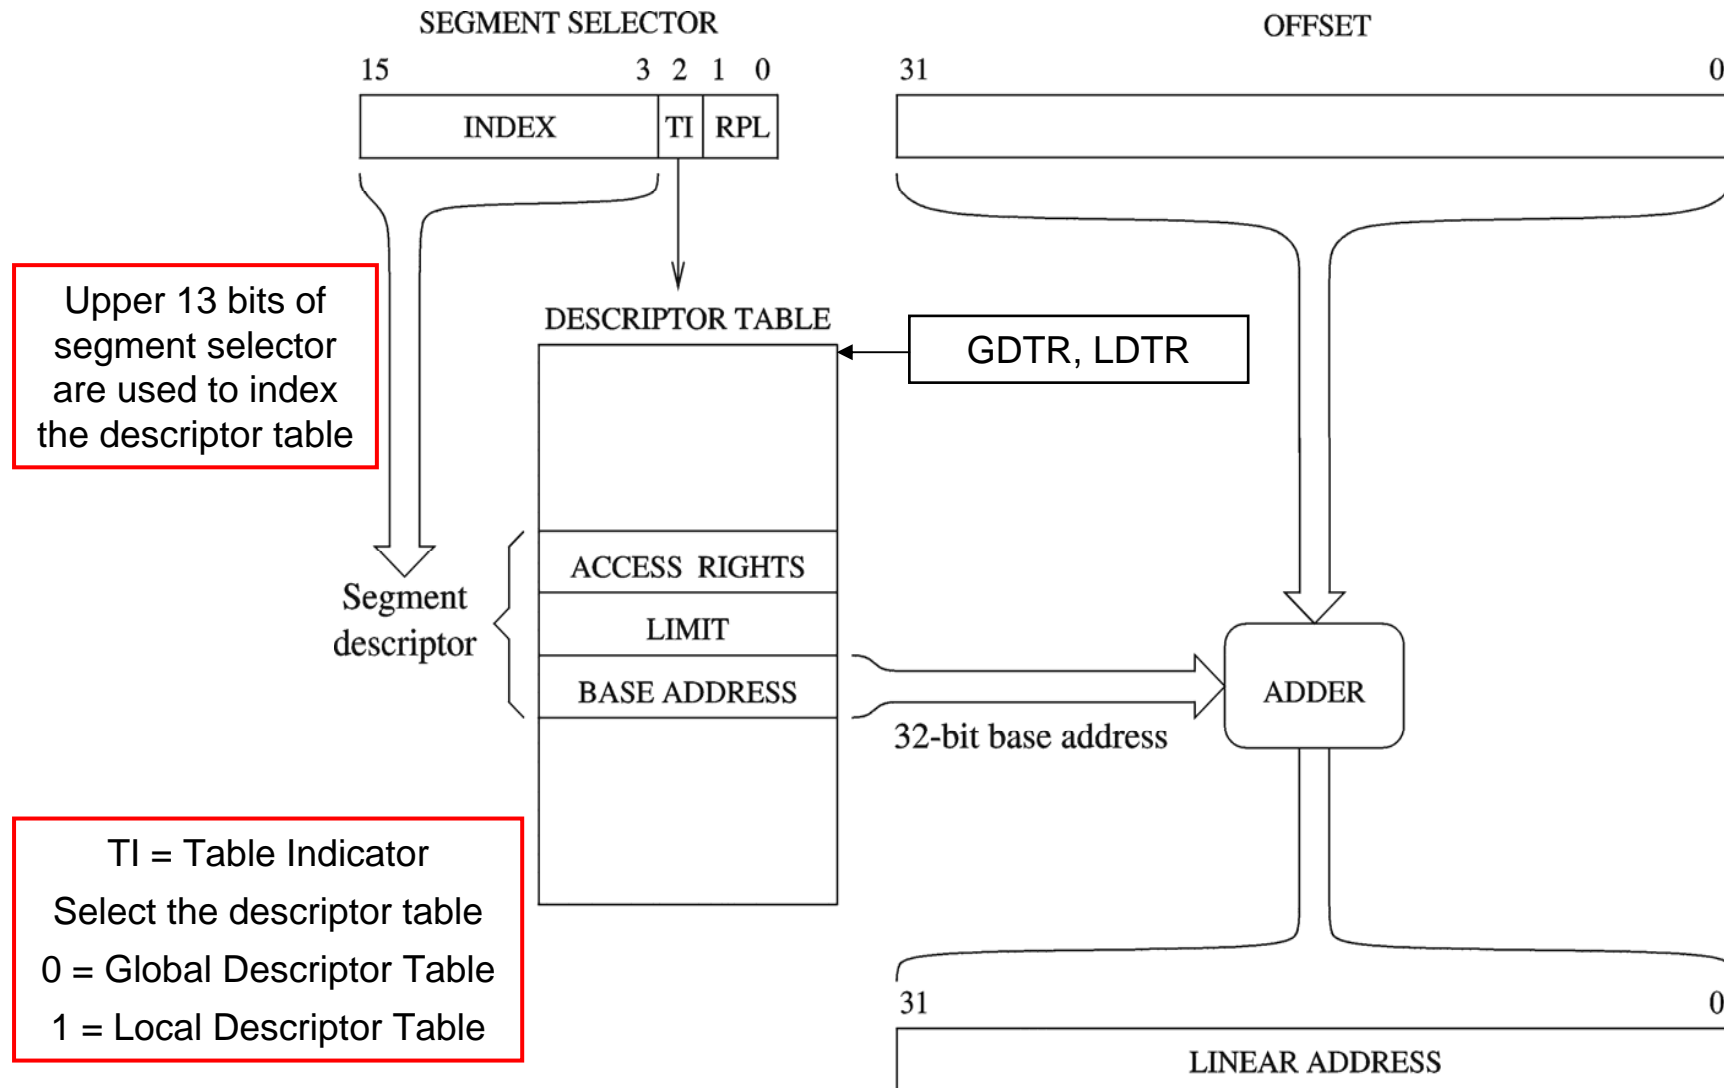 SEGMENT SELECTOR
15 3 2 1 0
INDEX TI RPL
OFFSET
31 0
Upper 13 bits of
segment selector
are used to index
the descriptor table
DESCRIPTOR TABLE
GDTR, LDTR
Segment
descriptor
ACCESS RIGHTS
LIMIT
BASE ADDRESS
32-bit base address
ADDER
TI = Table Indicator
Select the descriptor table
0 = Global Descriptor Table
1 = Local Descriptor Table
31 0
LINEAR ADDRESS